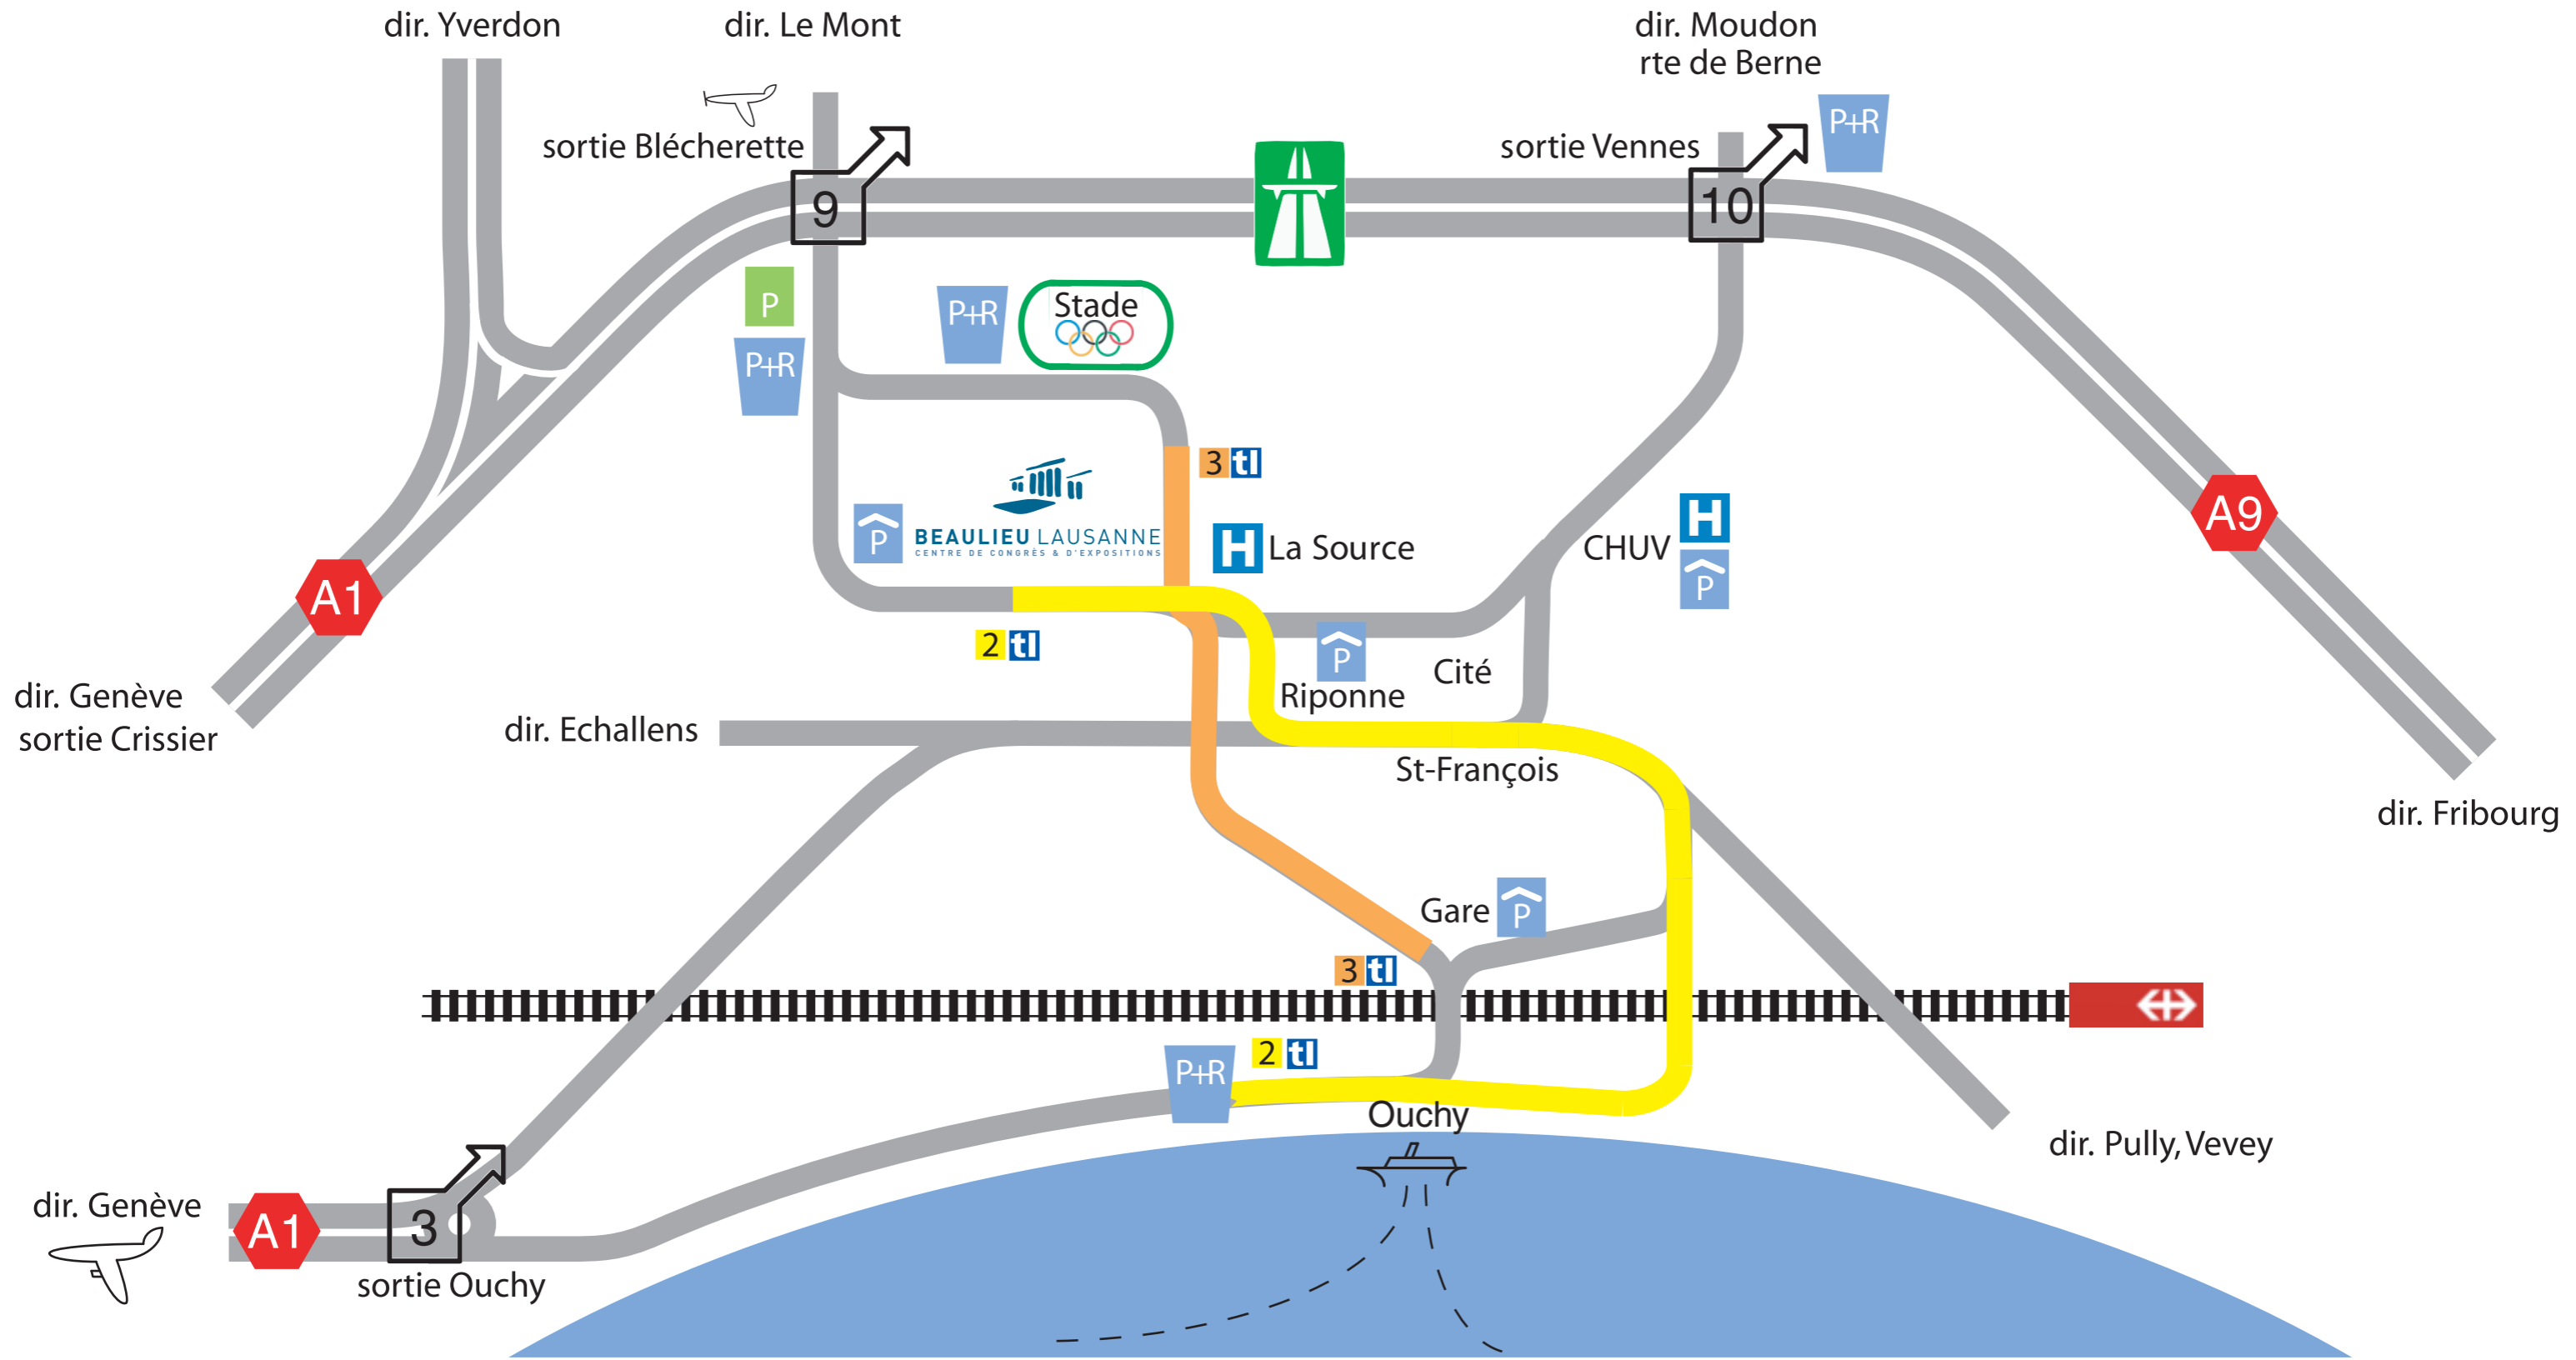 dir. Yverdon
dir. Le Mont
dir. Moudon
rte de Berne
P+R
sortie Blécherette
sortie Vennes
9
10
P
P+R
P+R
Stade
3 tl
A9
P
BEAULIEU LAUSANNE
CENTRE DE CONGRÈS & D'EXPOSITIONS
H La Source
CHUV H
P
A1
2 tl
P
Cité
Riponne
dir. Genève
sortie Crissier
dir. Echallens
St-François
dir. Fribourg
Gare P
3 tl
2 tl
P+R
Ouchy
dir. Pully, Vevey
dir. Genève
A1
3
sortie Ouchy